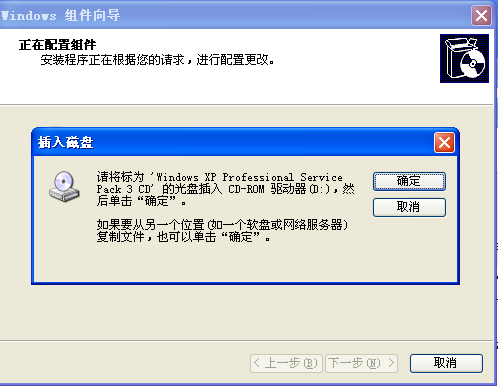 Windows 组件向导
正在配置组件
安装程序正在根据您的请求，进行配置更改。
插入磁盘
请将标为 'Windows XP Professional Service
Pack 3 CD' 的光盘插入 CD-ROM 驱动器(D:)，然
后单击“确定”。
如果要从另一个位置(如一个软盘或网络服务器)
复制文件，也可以单击“确定”。
确定
取消
< 上一步(B)
下一步(N) >
取消